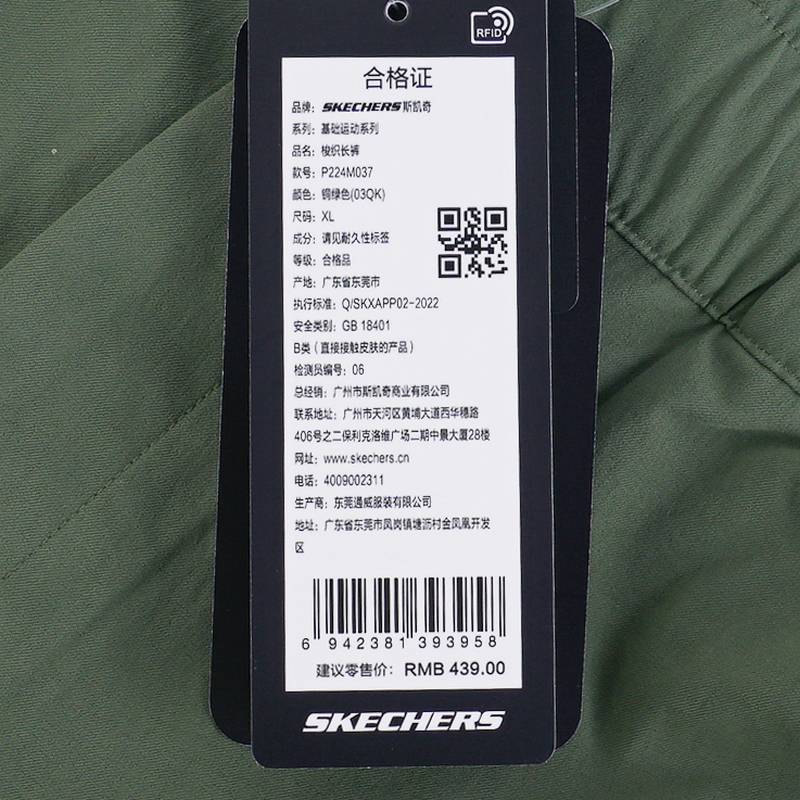 RFID
合格证
品牌: SKECHERS 斯凯奇
系列: 基础运动系列
品名: 梭织长裤
款号: P224M037
颜色: 铜绿色(03QK)
尺码: XL
成分: 请见耐久性标签
等级: 合格品
产地: 广东省东莞市
执行标准: Q/SKXAPP02-2022
安全类别: GB 18401
B类 (直接接触皮肤的产品)
检测员编号: 06
总经销: 广州市斯凯奇商业有限公司
联系地址: 广州市天河区黄埔大道西华穗路
406号之二保利克洛维广场二期中景大厦28楼
网址: www.skechers.cn
电话: 4009002311
生产商: 东莞通威服装有限公司
地址: 广东省东莞市凤岗镇塘沥村金凤凰开发
区
6 942381 393958
建议零售价: RMB 439.00
SKECHERS